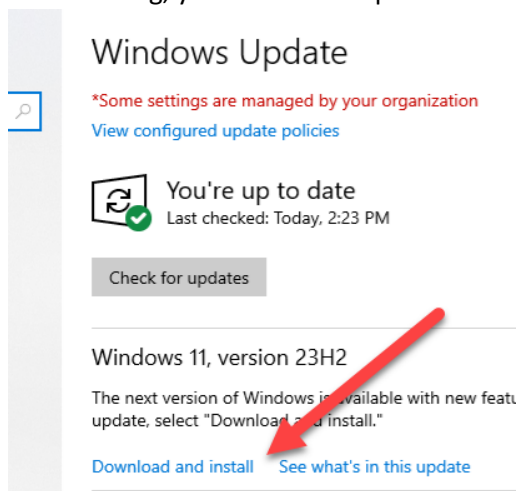 Windows Update
*Some settings are managed by your organization
View configured update policies
You're up to date
Last checked: Today, 2:23 PM
Check for updates
Windows 11, version 23H2
The next version of Windows is available with new
update, select "Download and install."
Download and install See what's in this update